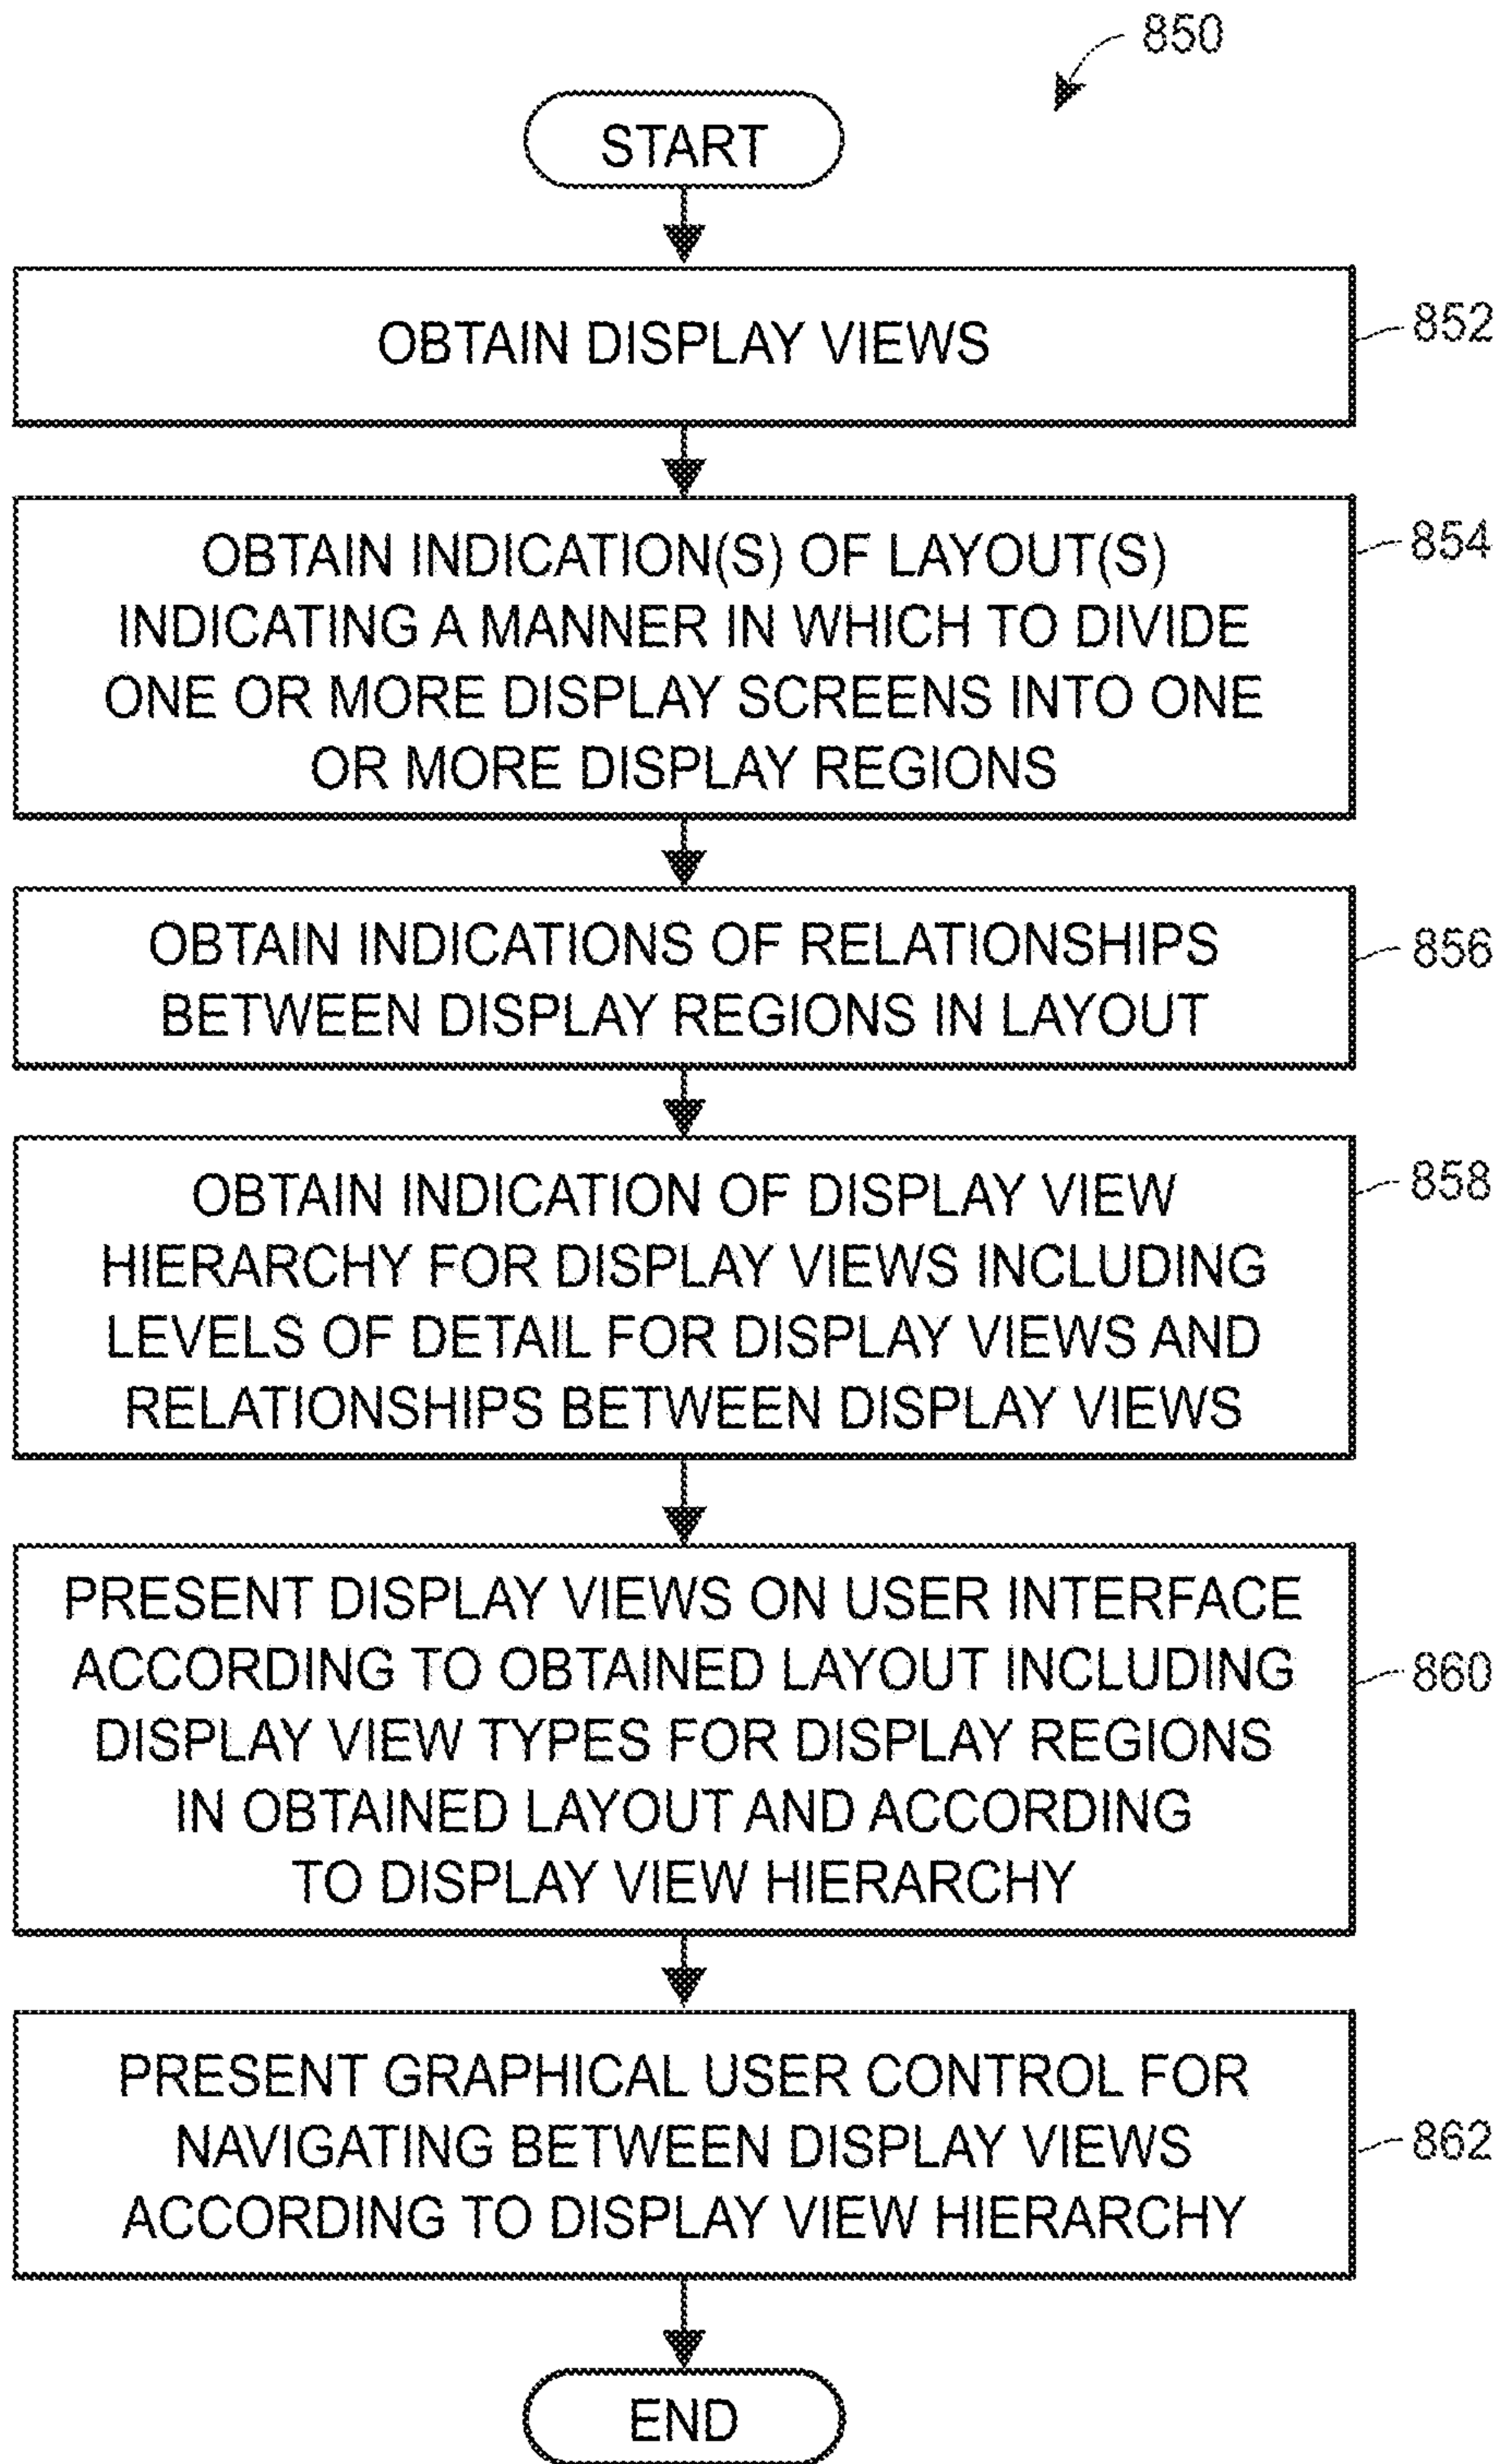 850
START
OBTAIN DISPLAY VIEWS
852
OBTAIN INDICATION(S) OF LAYOUT(S)
INDICATING A MANNER IN WHICH TO DIVIDE
ONE OR MORE DISPLAY SCREENS INTO ONE
OR MORE DISPLAY REGIONS
854
OBTAIN INDICATIONS OF RELATIONSHIPS
BETWEEN DISPLAY REGIONS IN LAYOUT
856
OBTAIN INDICATION OF DISPLAY VIEW
HIERARCHY FOR DISPLAY VIEWS INCLUDING
LEVELS OF DETAIL FOR DISPLAY VIEWS AND
RELATIONSHIPS BETWEEN DISPLAY VIEWS
858
PRESENT DISPLAY VIEWS ON USER INTERFACE
ACCORDING TO OBTAINED LAYOUT INCLUDING
DISPLAY VIEW TYPES FOR DISPLAY REGIONS
IN OBTAINED LAYOUT AND ACCORDING
TO DISPLAY VIEW HIERARCHY
860
PRESENT GRAPHICAL USER CONTROL FOR
NAVIGATING BETWEEN DISPLAY VIEWS
ACCORDING TO DISPLAY VIEW HIERARCHY
862
END